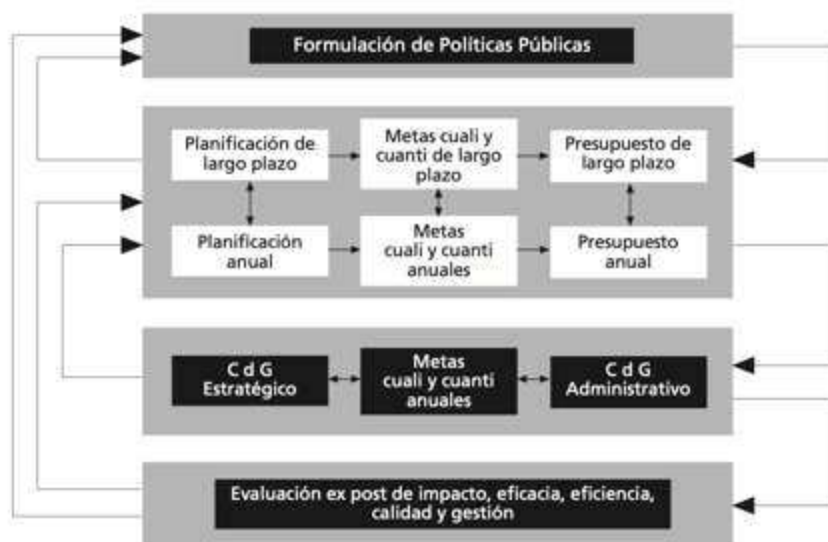 Formulación de Políticas Públicas
Planificación de
largo plazo
Metas cuali y
cuanti de largo
plazo
Presupuesto de
largo plazo
Planificación
anual
Metas
cuali y cuanti
anuales
Presupuesto
anual
C d G
Estratégico
Metas
cuali y cuanti
anuales
C d G
Administrativo
Evaluación ex post de impacto, eficacia, eficiencia,
calidad y gestión